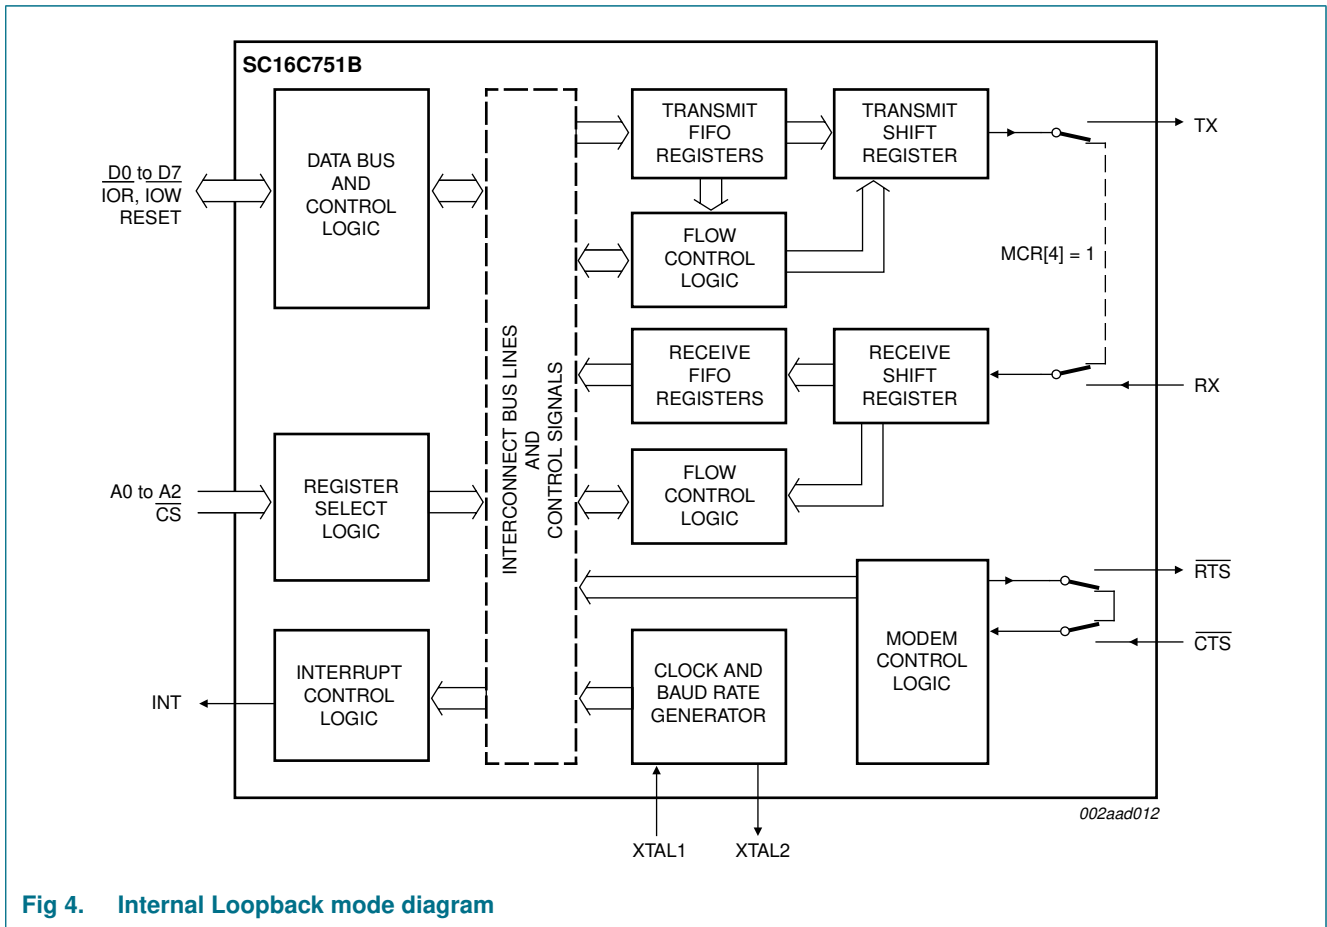 SC16C751B
D0 to D7
IOR, IOW
RESET
DATA BUS
AND
CONTROL
LOGIC
A0 to A2
CS
REGISTER
SELECT
LOGIC
INT
INTERRUPT
CONTROL
LOGIC
INTERCONNECT BUS LINES
AND
CONTROL SIGNALS
TRANSMIT
FIFO
REGISTERS
TRANSMIT
SHIFT
REGISTER
TX
FLOW
CONTROL
LOGIC
MCR[4] = 1
RECEIVE
FIFO
REGISTERS
RECEIVE
SHIFT
REGISTER
RX
FLOW
CONTROL
LOGIC
RTS
CTS
MODEM
CONTROL
LOGIC
CLOCK AND
BAUD RATE
GENERATOR
XTAL1
XTAL2
002aad012
Fig 4. Internal Loopback mode diagram